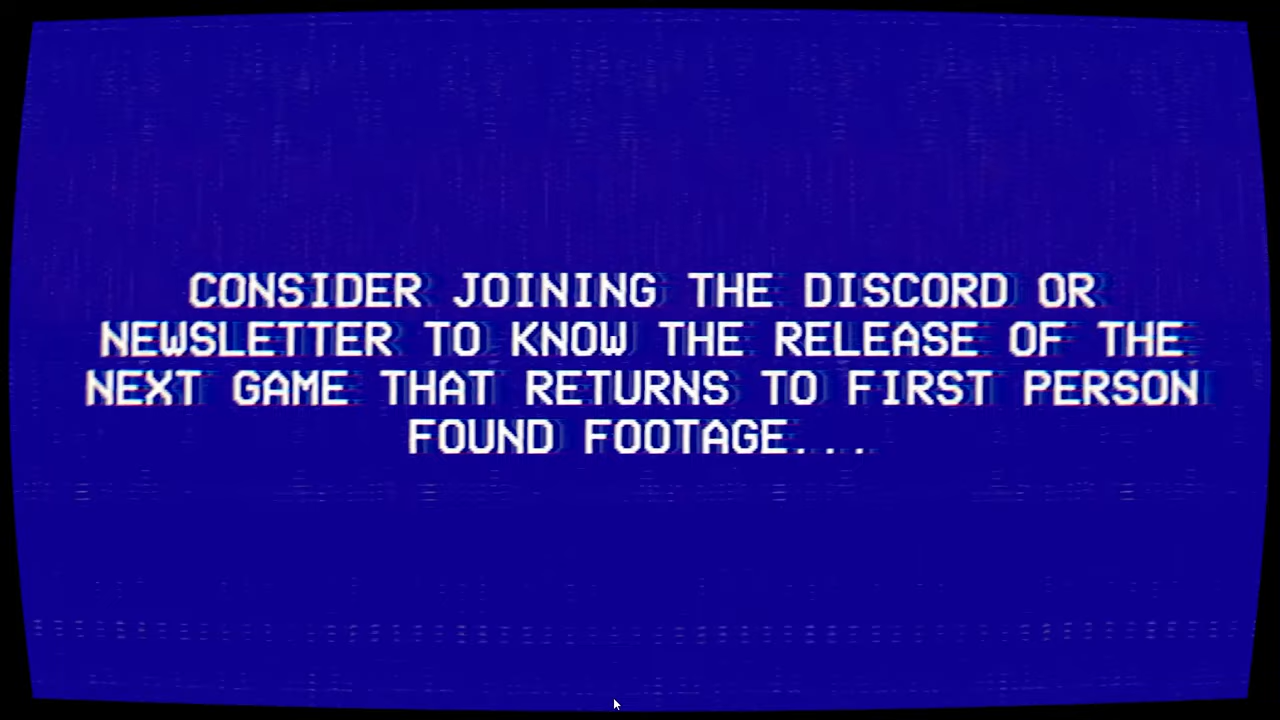 CONSIDER JOINING THE DISCORD OR
NEWSLETTER TO KNOW THE RELEASE OF THE
NEXT GAME THAT RETURNS TO FIRST PERSON
FOUND FOOTAGE...